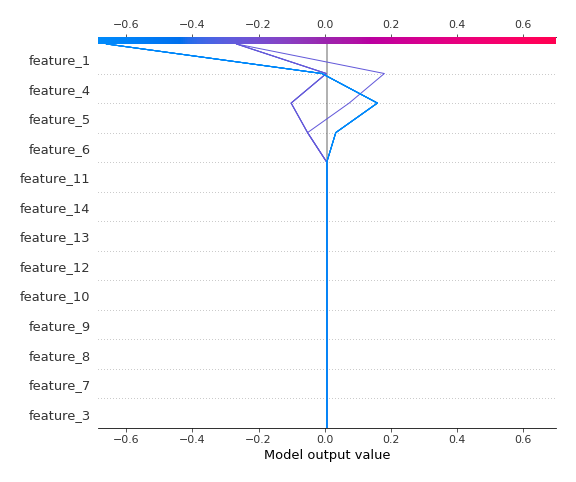 −0.6 −0.4 −0.2 0.0 0.2 0.4 0.6
feature_1
feature_4
feature_5
feature_6
feature_11
feature_14
feature_13
feature_12
feature_10
feature_9
feature_8
feature_7
feature_3
−0.6 −0.4 −0.2 0.0 0.2 0.4 0.6
Model output value